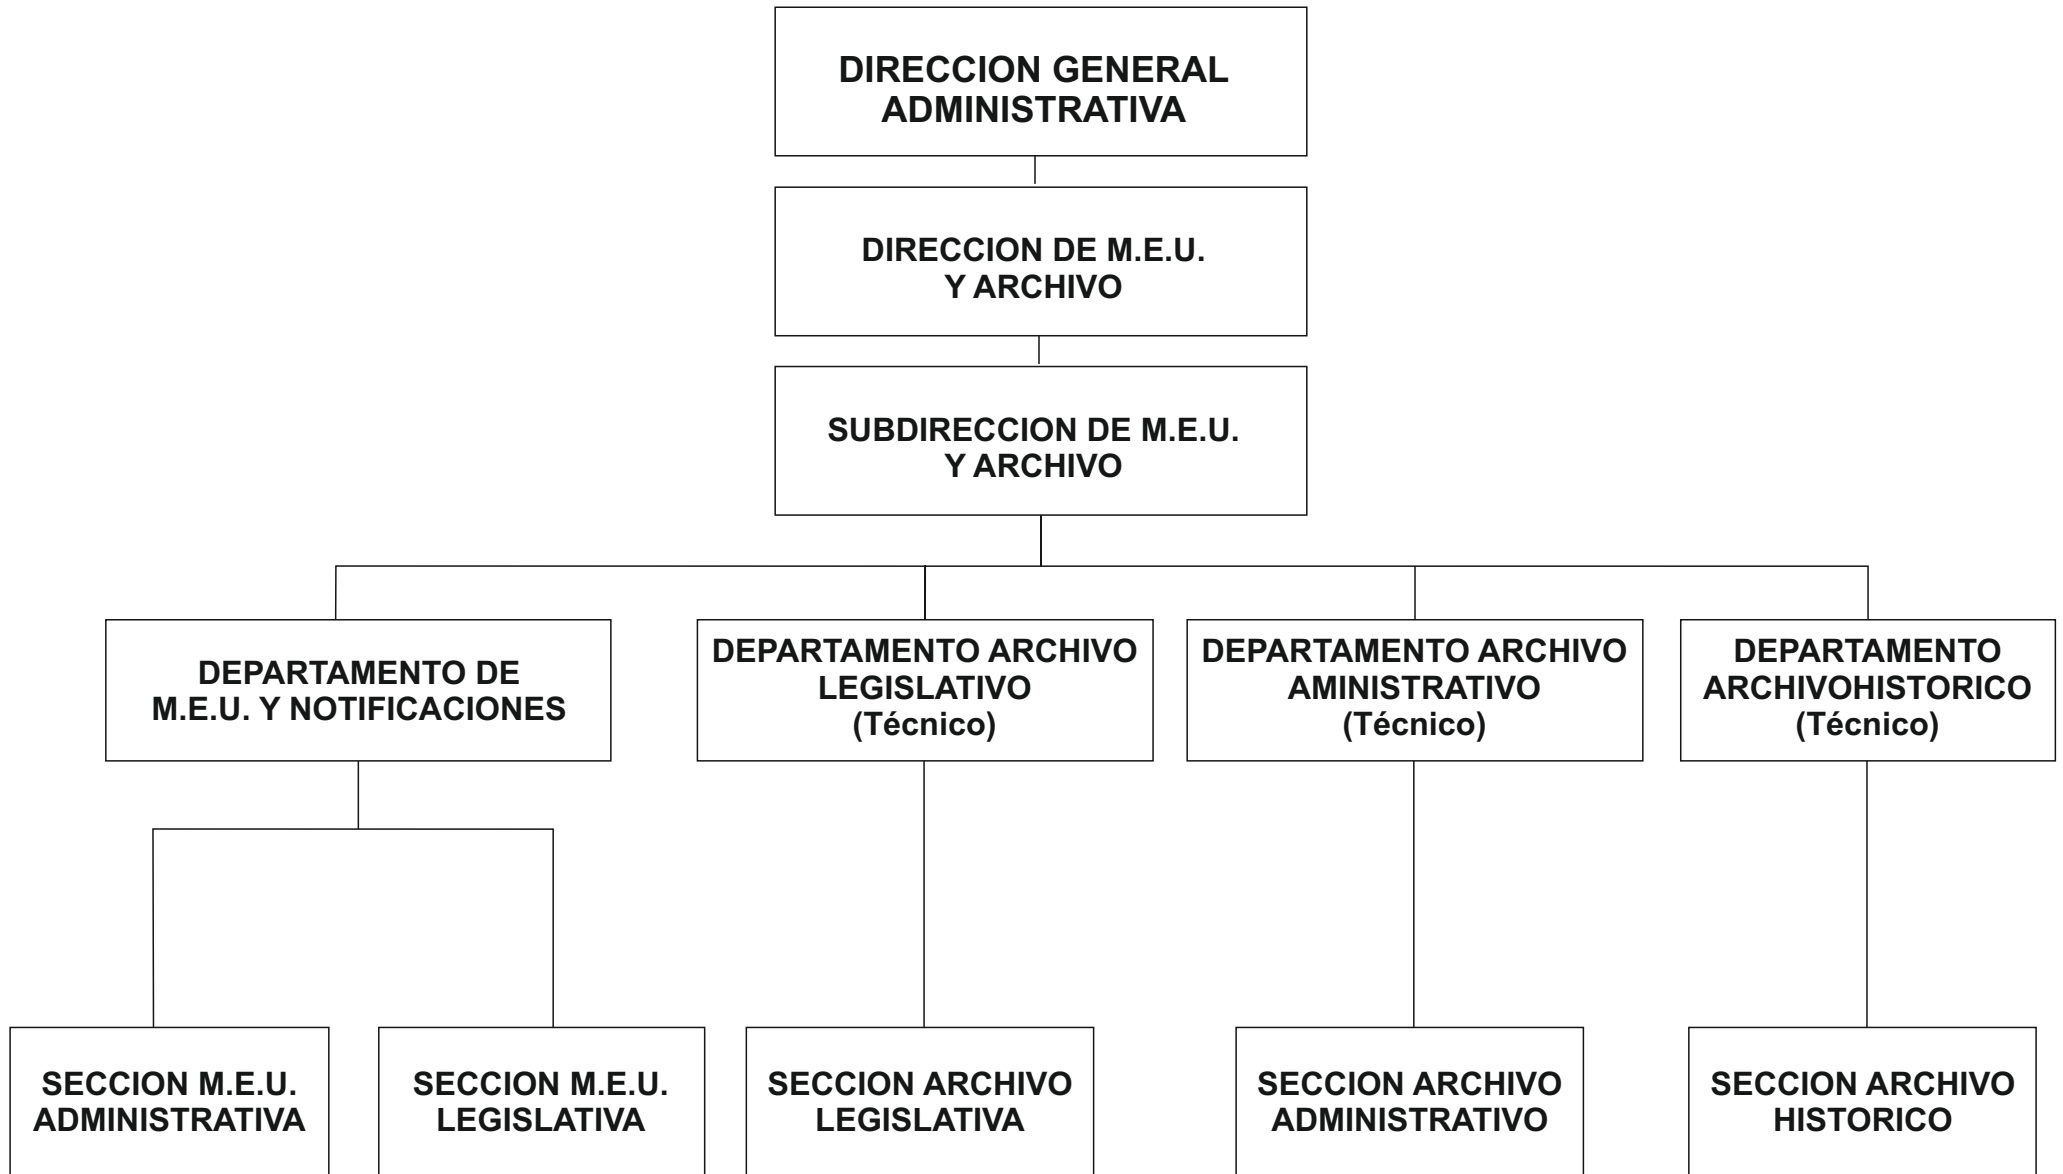 DIRECCION GENERAL
ADMINISTRATIVA
DIRECCION DE M.E.U.
Y ARCHIVO
SUBDIRECCION DE M.E.U.
Y ARCHIVO
DEPARTAMENTO DE
M.E.U. Y NOTIFICACIONES
DEPARTAMENTO ARCHIVO
LEGISLATIVO
(Técnico)
DEPARTAMENTO ARCHIVO
AMINISTRATIVO
(Técnico)
DEPARTAMENTO
ARCHIVOHISTORICO
(Técnico)
SECCION M.E.U.
ADMINISTRATIVA
SECCION M.E.U.
LEGISLATIVA
SECCION ARCHIVO
LEGISLATIVA
SECCION ARCHIVO
ADMINISTRATIVO
SECCION ARCHIVO
HISTORICO